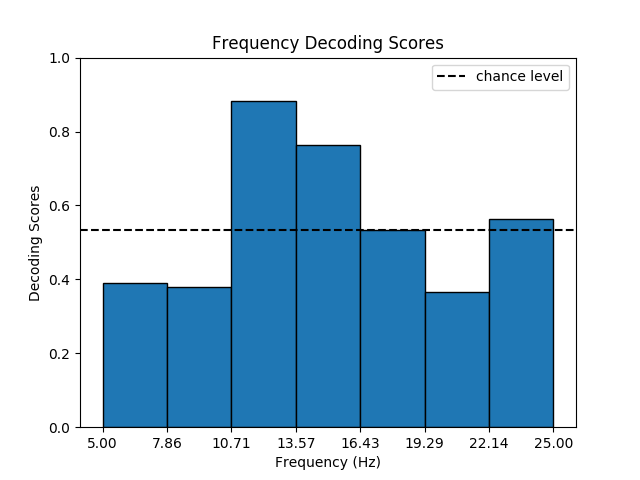 Frequency Decoding Scores
chance level
Decoding Scores
1.0
0.8
0.6
0.4
0.2
0.0
5.00 7.86 10.71 13.57 16.43 19.29 22.14 25.00
Frequency (Hz)